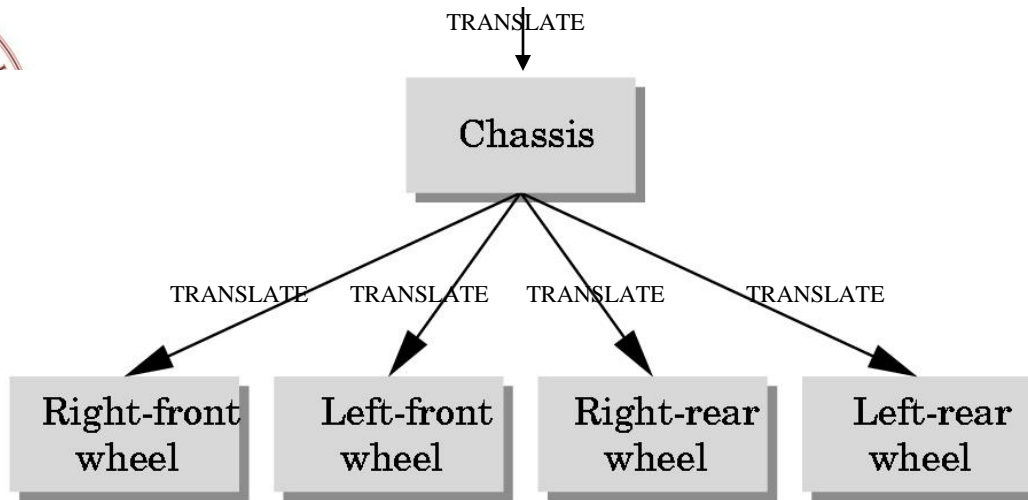 TRANSLATE
Chassis
TRANSLATE
TRANSLATE
TRANSLATE
TRANSLATE
Right-front
wheel
Left-front
wheel
Right-rear
wheel
Left-rear
wheel